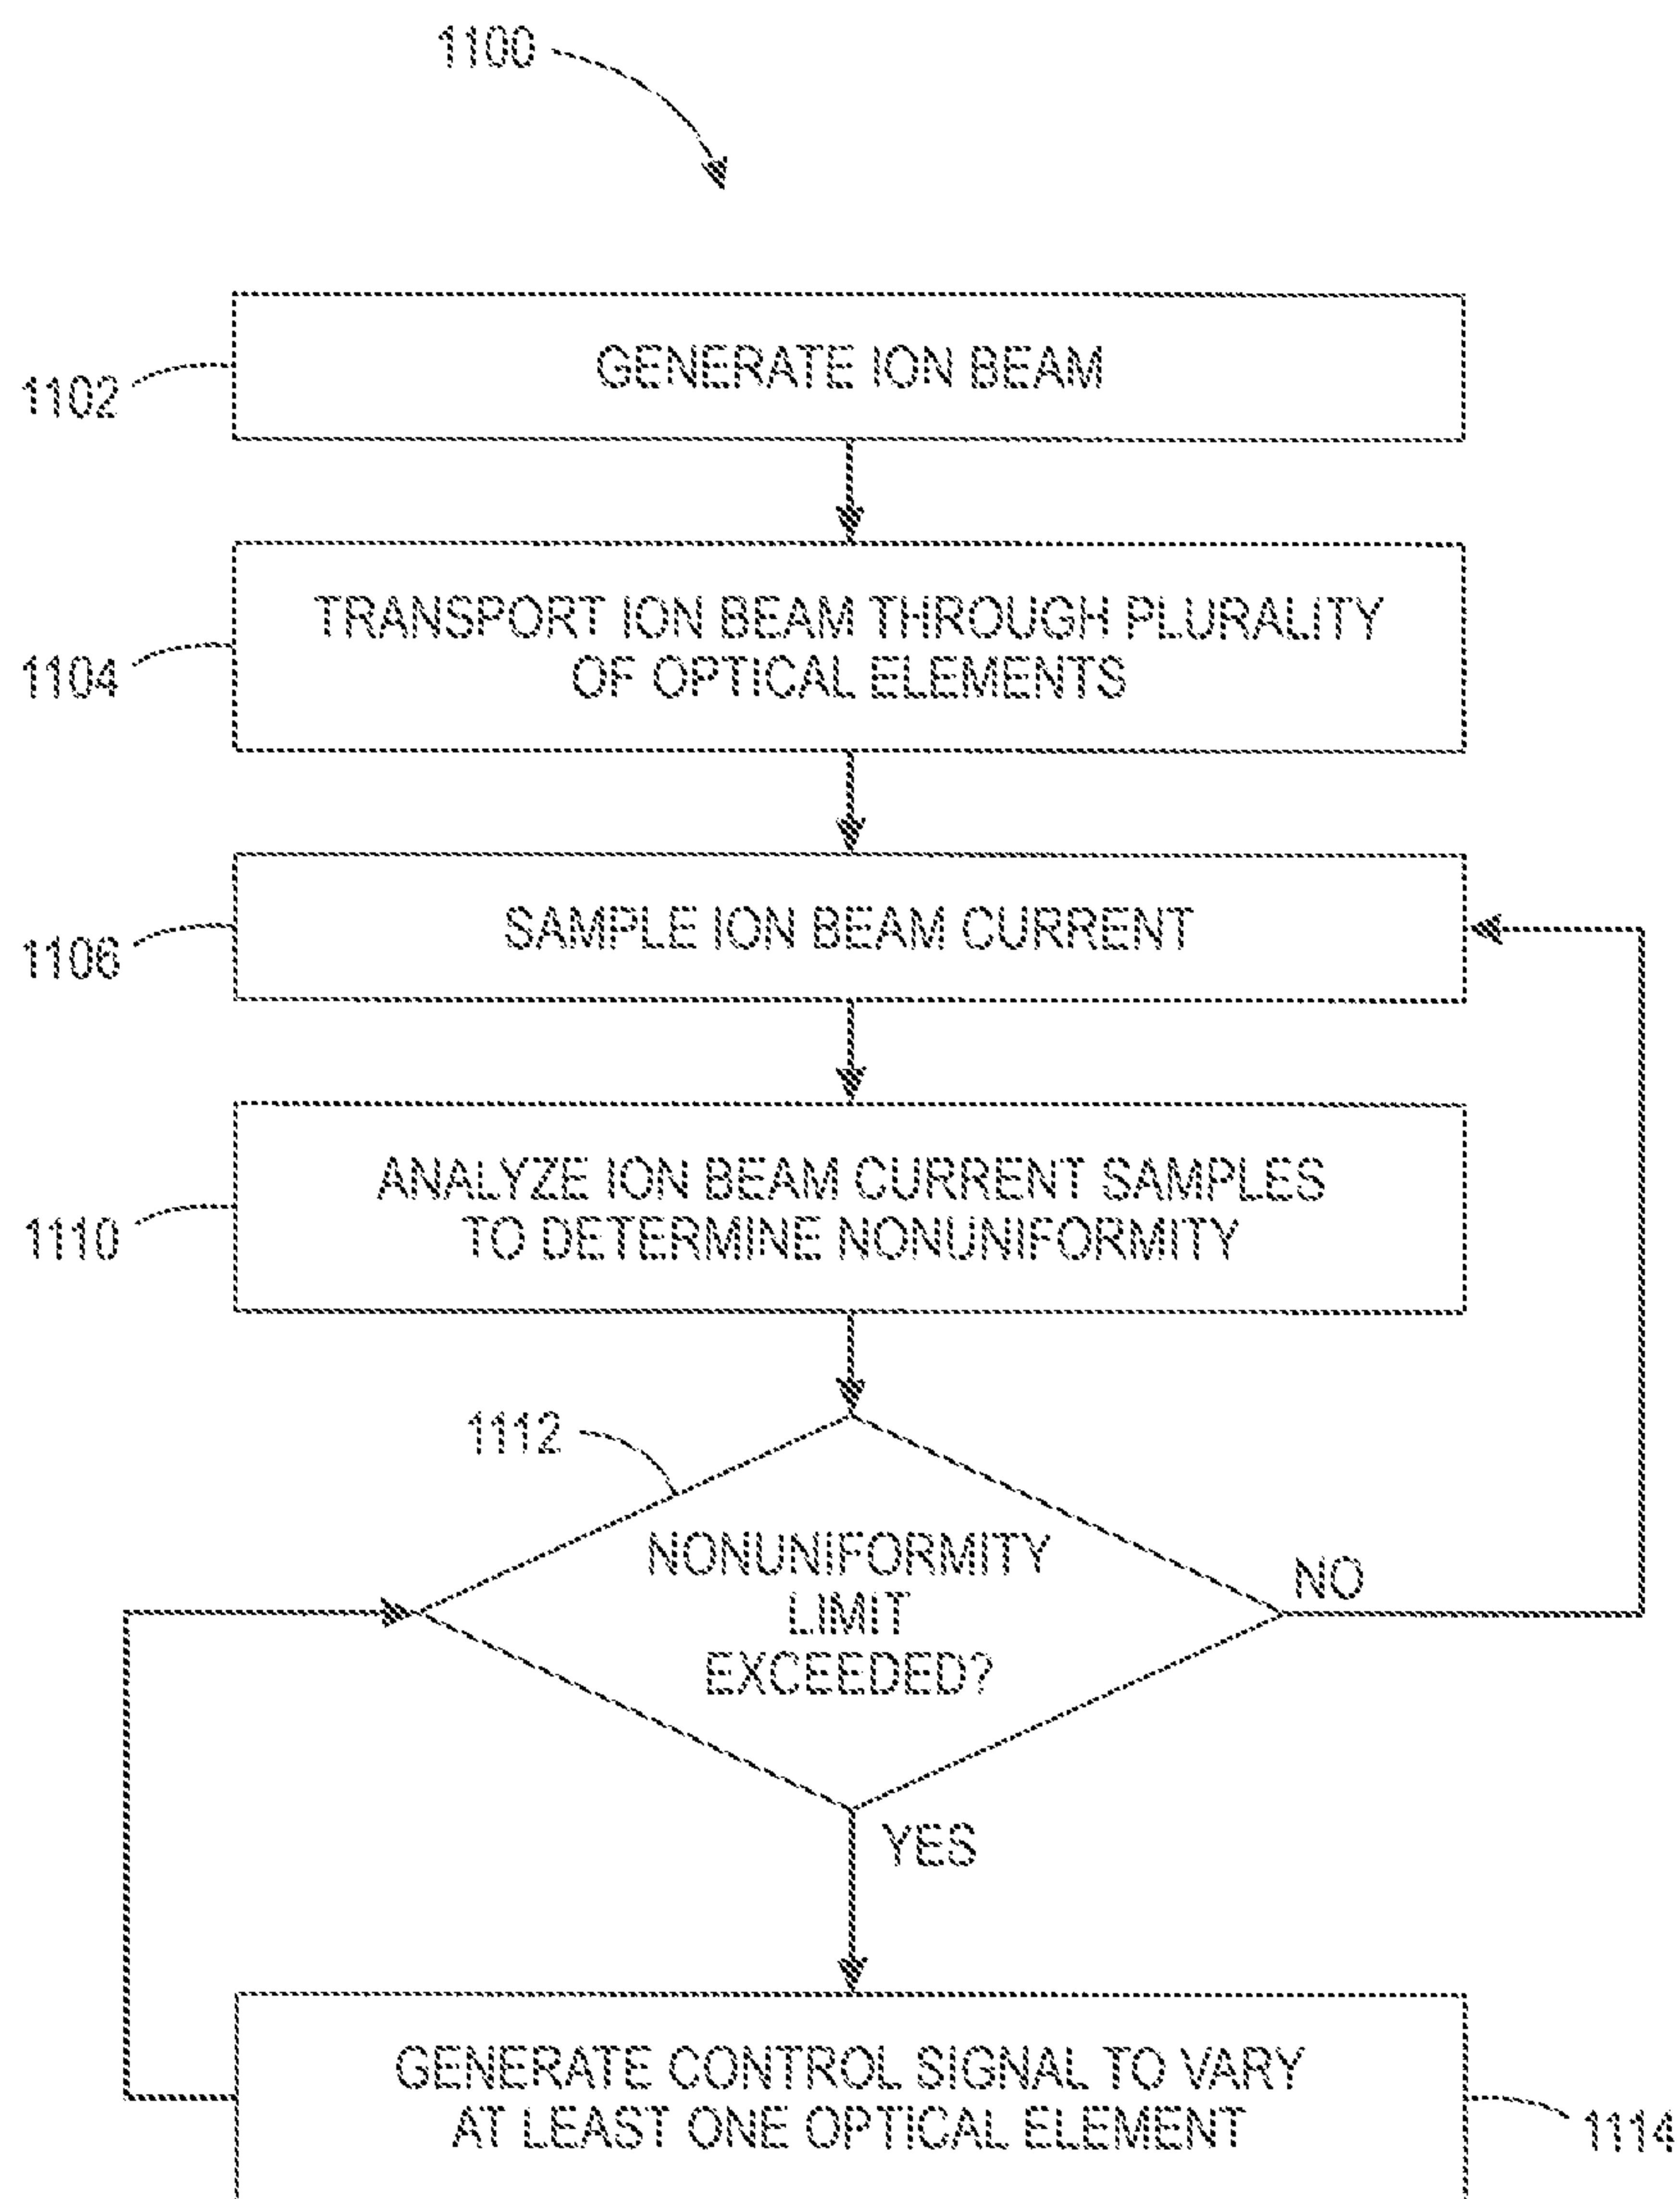 1100
1102
GENERATE ION BEAM
1104
TRANSPORT ION BEAM THROUGH PLURALITY
OF OPTICAL ELEMENTS
1106
SAMPLE ION BEAM CURRENT
1110
ANALYZE ION BEAM CURRENT SAMPLES
TO DETERMINE NONUNIFORMITY
1112
NONUNIFORMITY
LIMIT
EXCEEDED?
NO
YES
GENERATE CONTROL SIGNAL TO VARY
AT LEAST ONE OPTICAL ELEMENT
1114